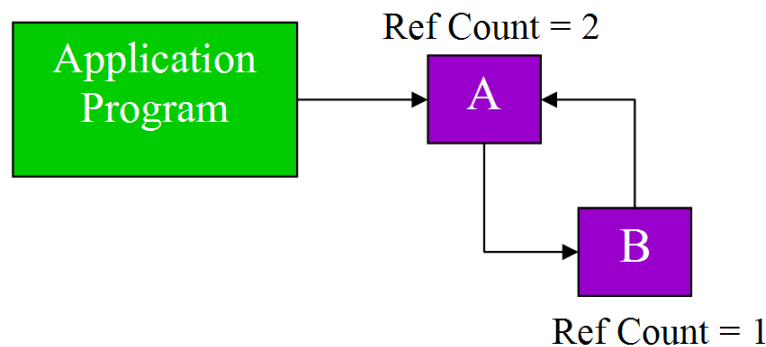 Ref Count = 2
Application
Program
A
B
Ref Count = 1